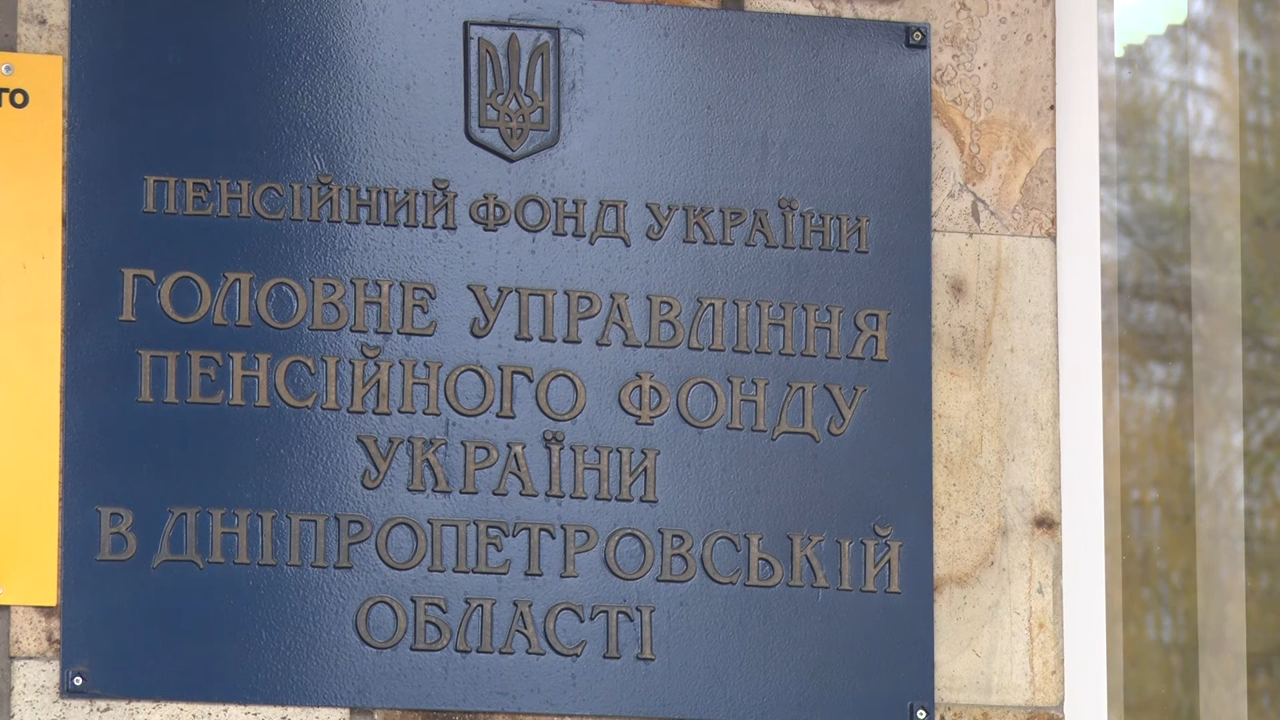 ПЕНСІЙНИЙ ФОНД УКРАЇНИ
ГОЛОВНЕ УПРАВЛІННЯ
ПЕНСІЙНОГО ФОНДУ
УКРАЇНИ
В ДНІПРОПЕТРОВСЬКІЙ
ОБЛАСТІ